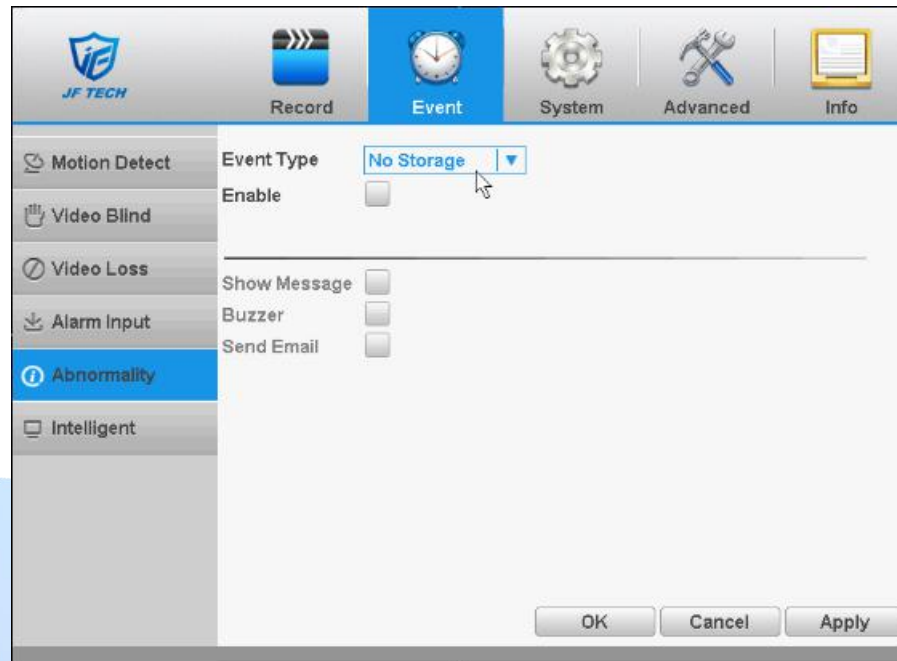 JF TECH
Record
Event
System
Advanced
Info
Motion Detect
Video Blind
Video Loss
Alarm Input
Abnormality
Intelligent
Event Type No Storage
Enable
Show Message
Buzzer
Send Email
OK Cancel Apply